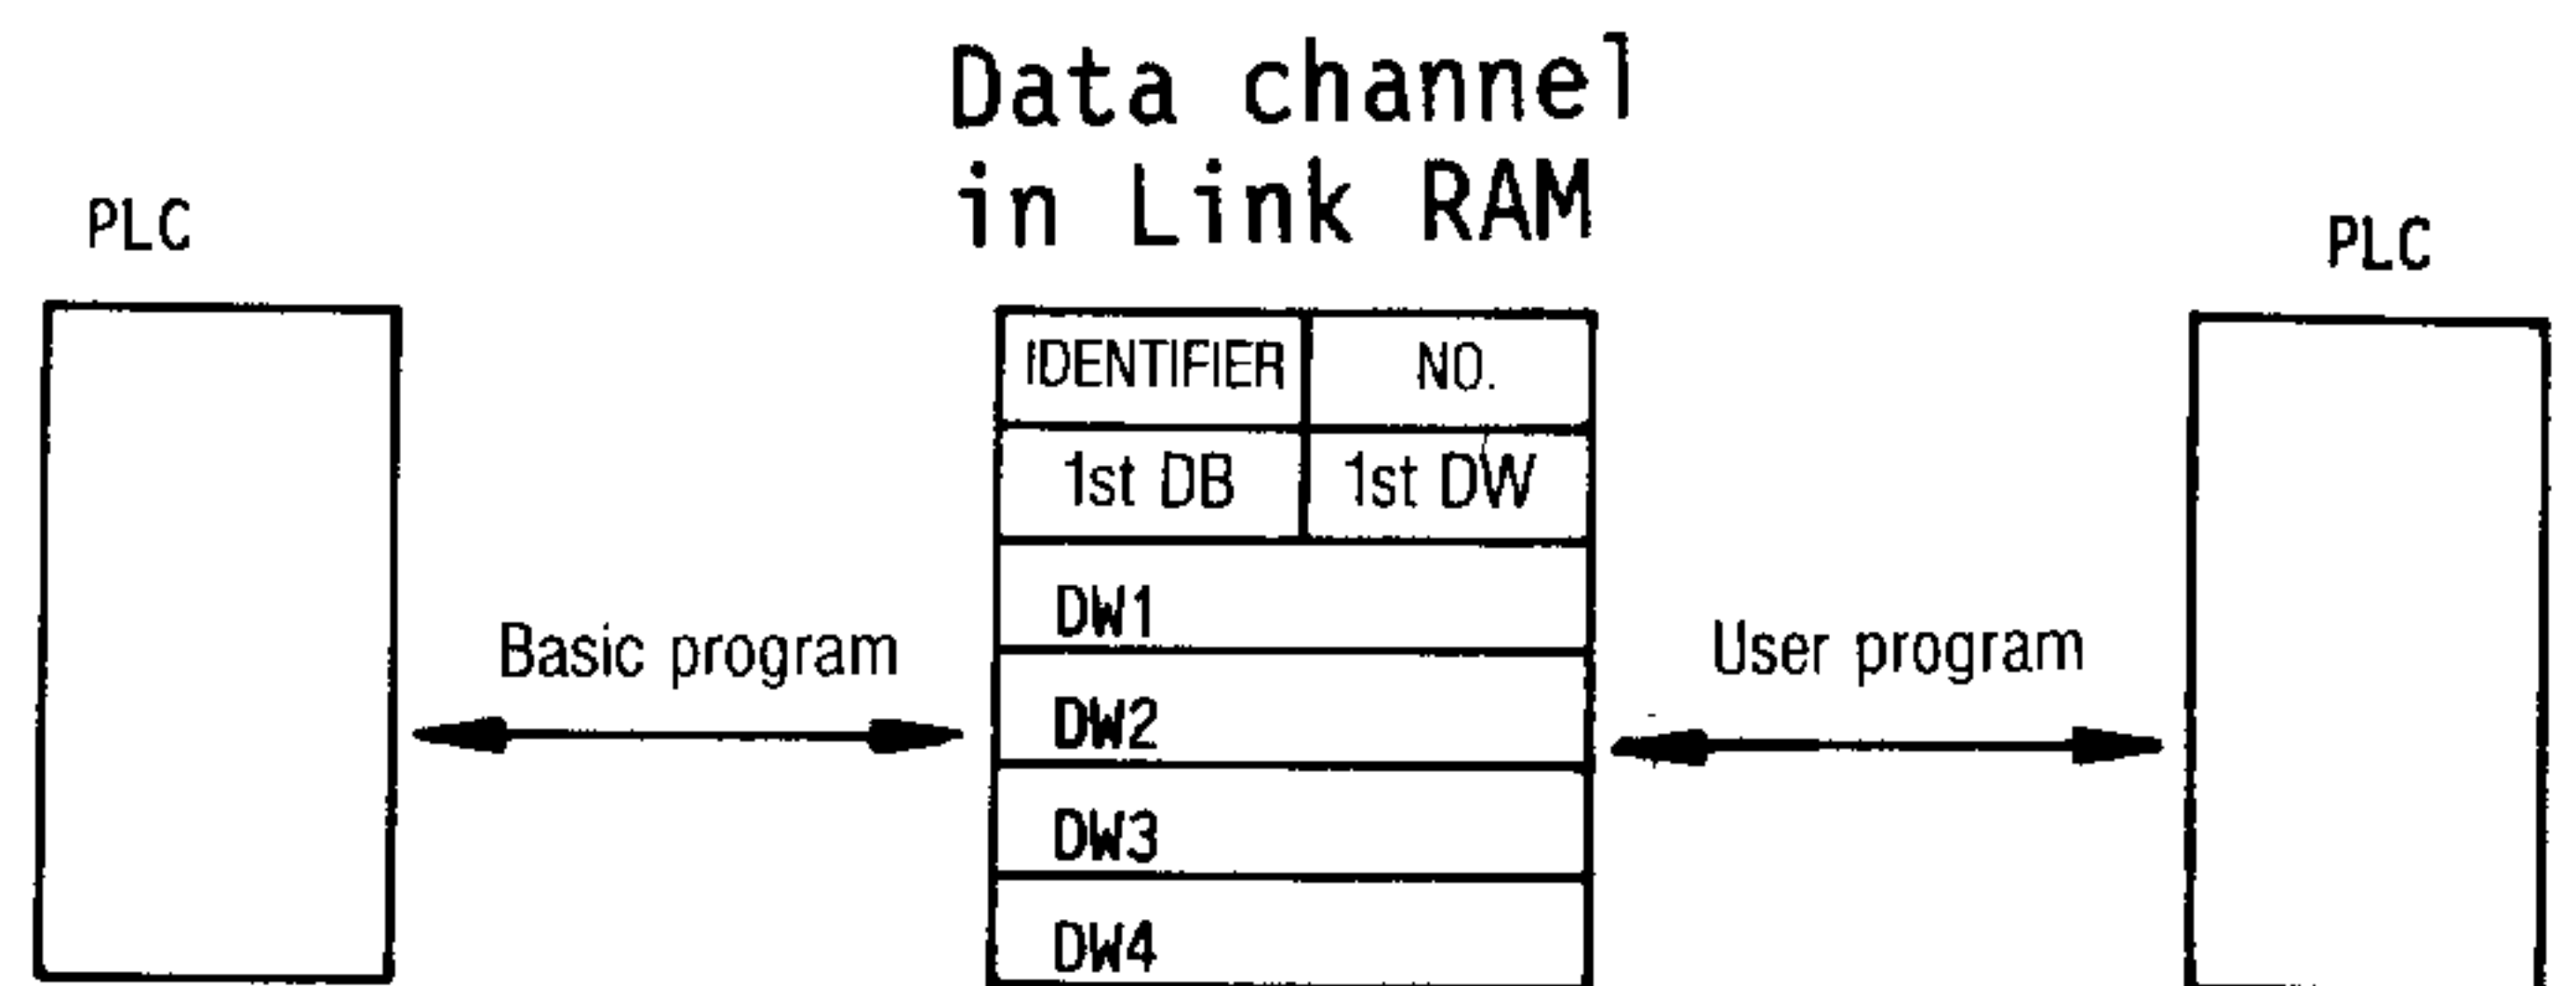 Data channel
in Link RAM
PLC
PLC
IDENTIFIER NO.
1st DB 1st DW
DW1
Basic program
User program
DW2
DW3
DW4